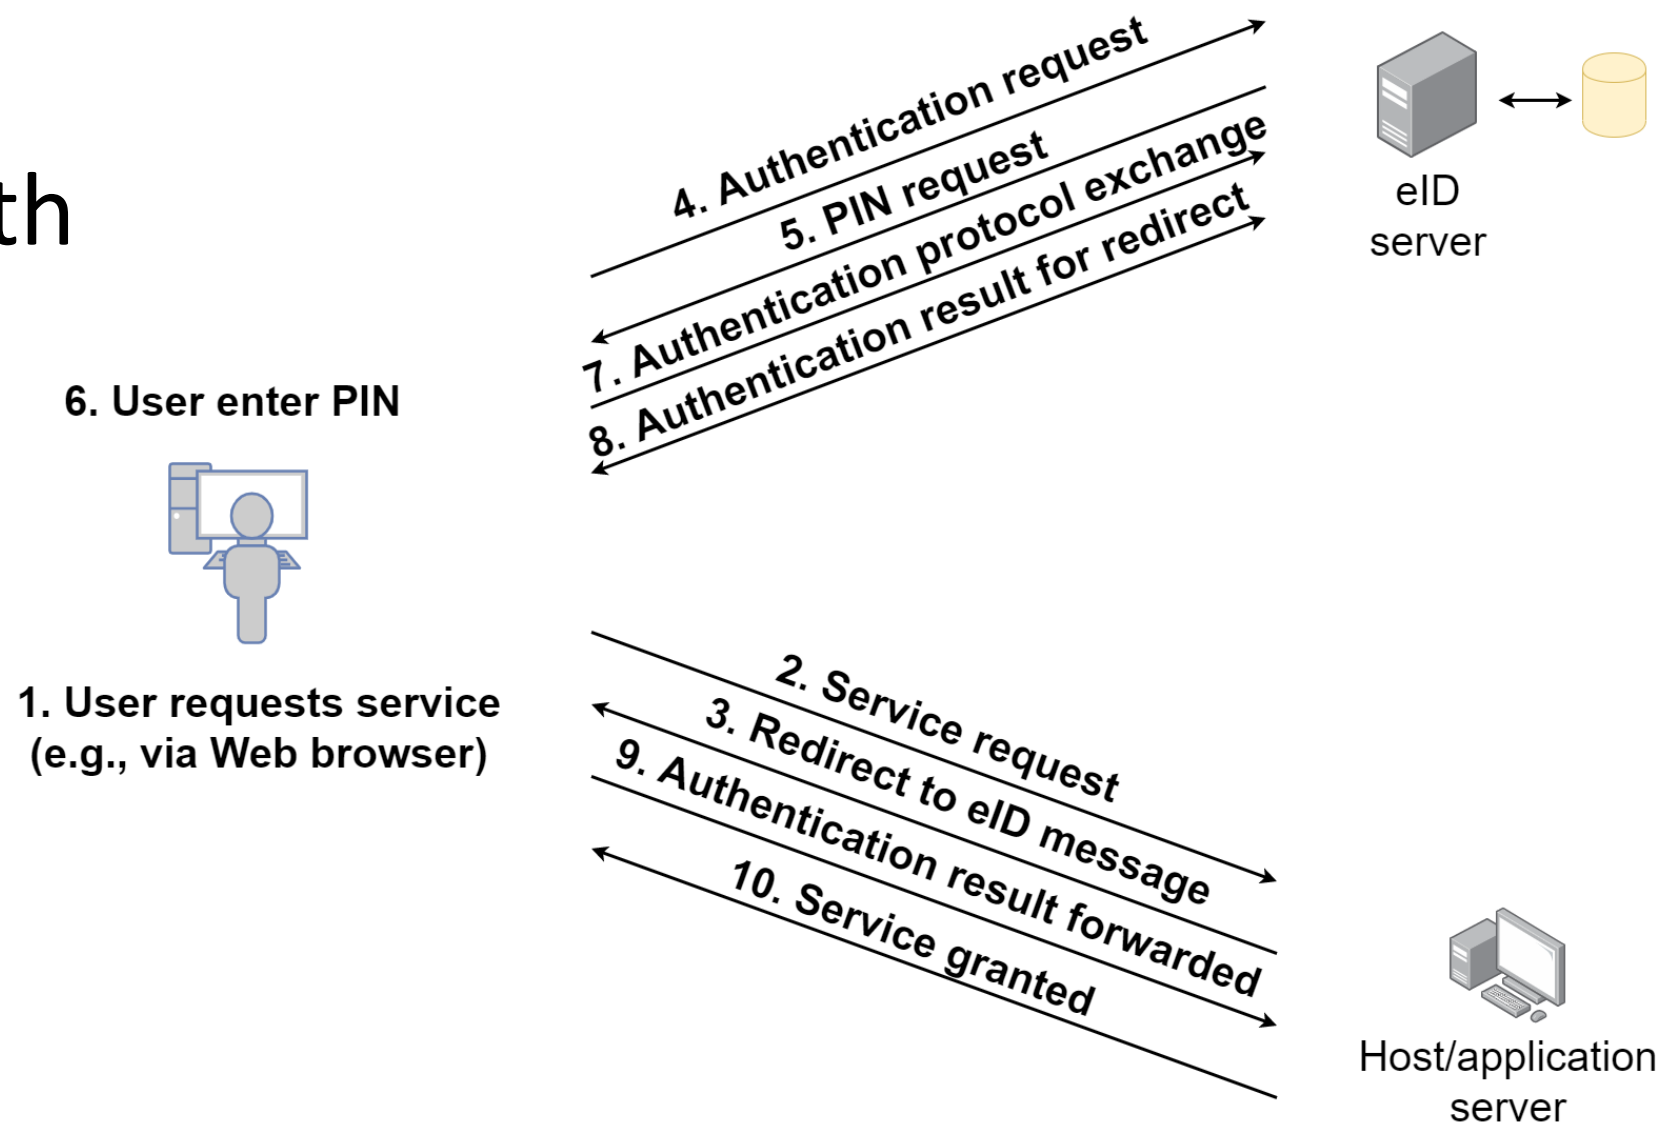 th
4. Authentication request
5. PIN request
7. Authentication protocol exchange
8. Authentication result for redirect
eID
server
6. User enter PIN
1. User requests service
(e.g., via Web browser)
2. Service request
3. Redirect to eID message
9. Authentication result forwarded
10. Service granted
Host/application
server